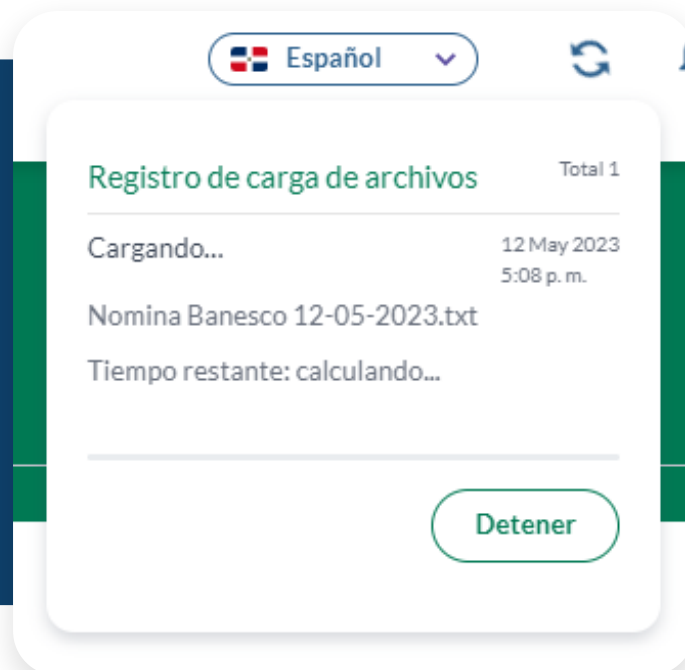 Español
Registro de carga de archivos
Total 1
Cargando...
12 May 2023
5:08 p. m.
Nomina Banesco 12-05-2023.txt
Tiempo restante: calculando...
Detener